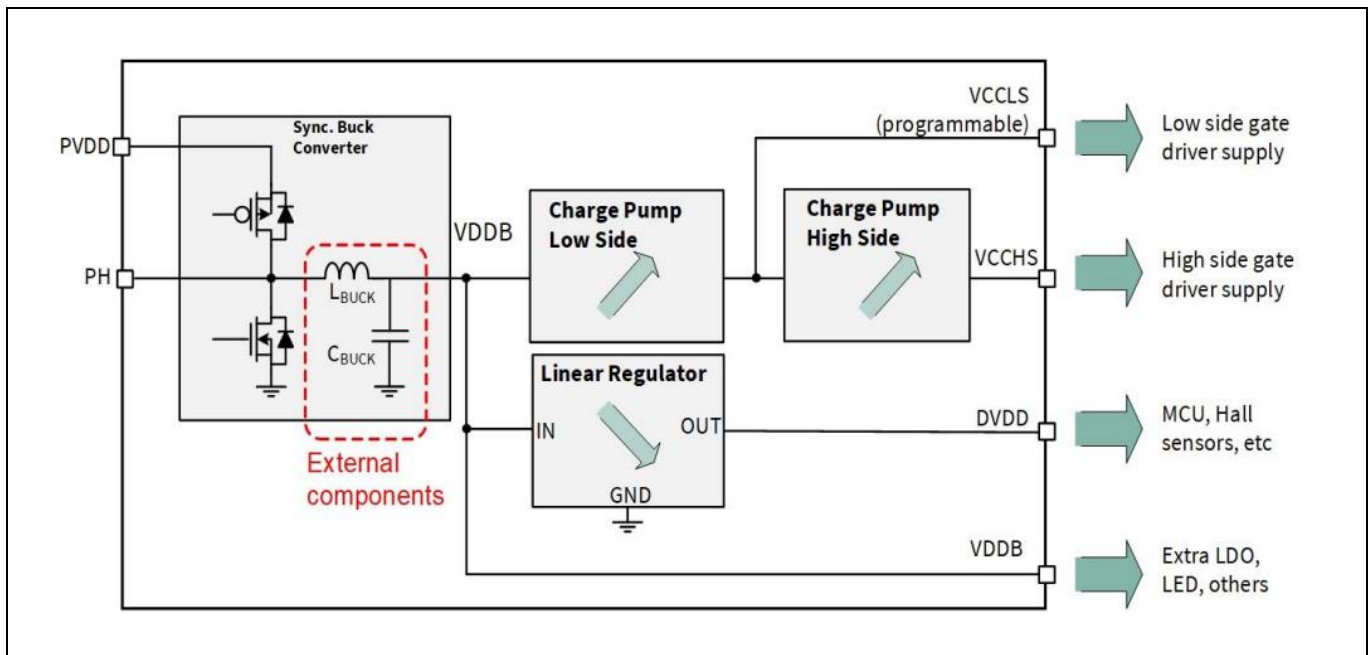 PVDD
PH
Sync. Buck
Converter
L_BUCK
C_BUCK
External
components
VDDB
Charge Pump
Low Side
Charge Pump
High Side
Linear Regulator
IN
OUT
GND
VCCLS
(programmable)
VCCHS
DVDD
VDDB
Low side gate
driver supply
High side gate
driver supply
MCU, Hall
sensors, etc
Extra LDO,
LED, others